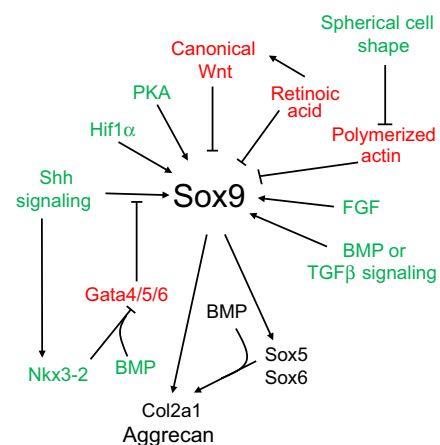 Spherical cell
shape
Canonical
Wnt
PKA
Retinoic
acid
Hif1α
Polymerized
actin
Shh
signaling
Sox9
FGF
BMP or
TGFβ signaling
Gata4/5/6
BMP
Nkx3-2
BMP
Sox5
Sox6
Col2a1
Aggrecan